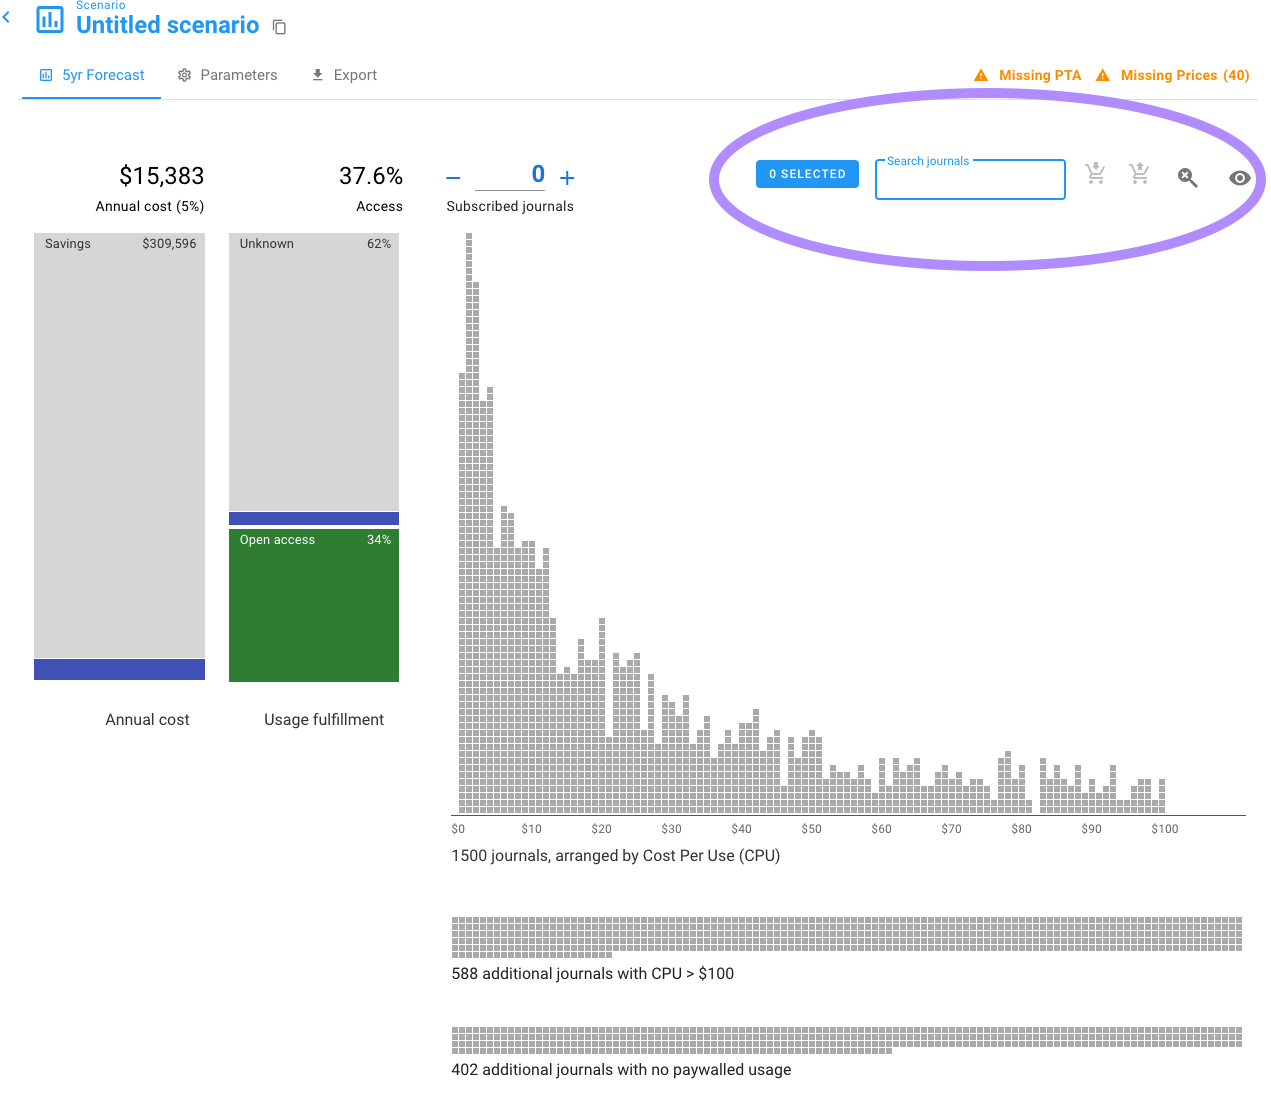 Scenario
Untitled scenario
5yr Forecast Parameters Export Missing PTA Missing Prices (40)
$15,383 37.6% − 0 + 0 SELECTED Search journals
Annual cost (5%) Access Subscribed journals
Savings $309,596 Unknown 62%
Open access 34%
Annual cost Usage fulfillment
$0 $10 $20 $30 $40 $50 $60 $70 $80 $90 $100
1500 journals, arranged by Cost Per Use (CPU)
588 additional journals with CPU > $100
402 additional journals with no paywalled usage